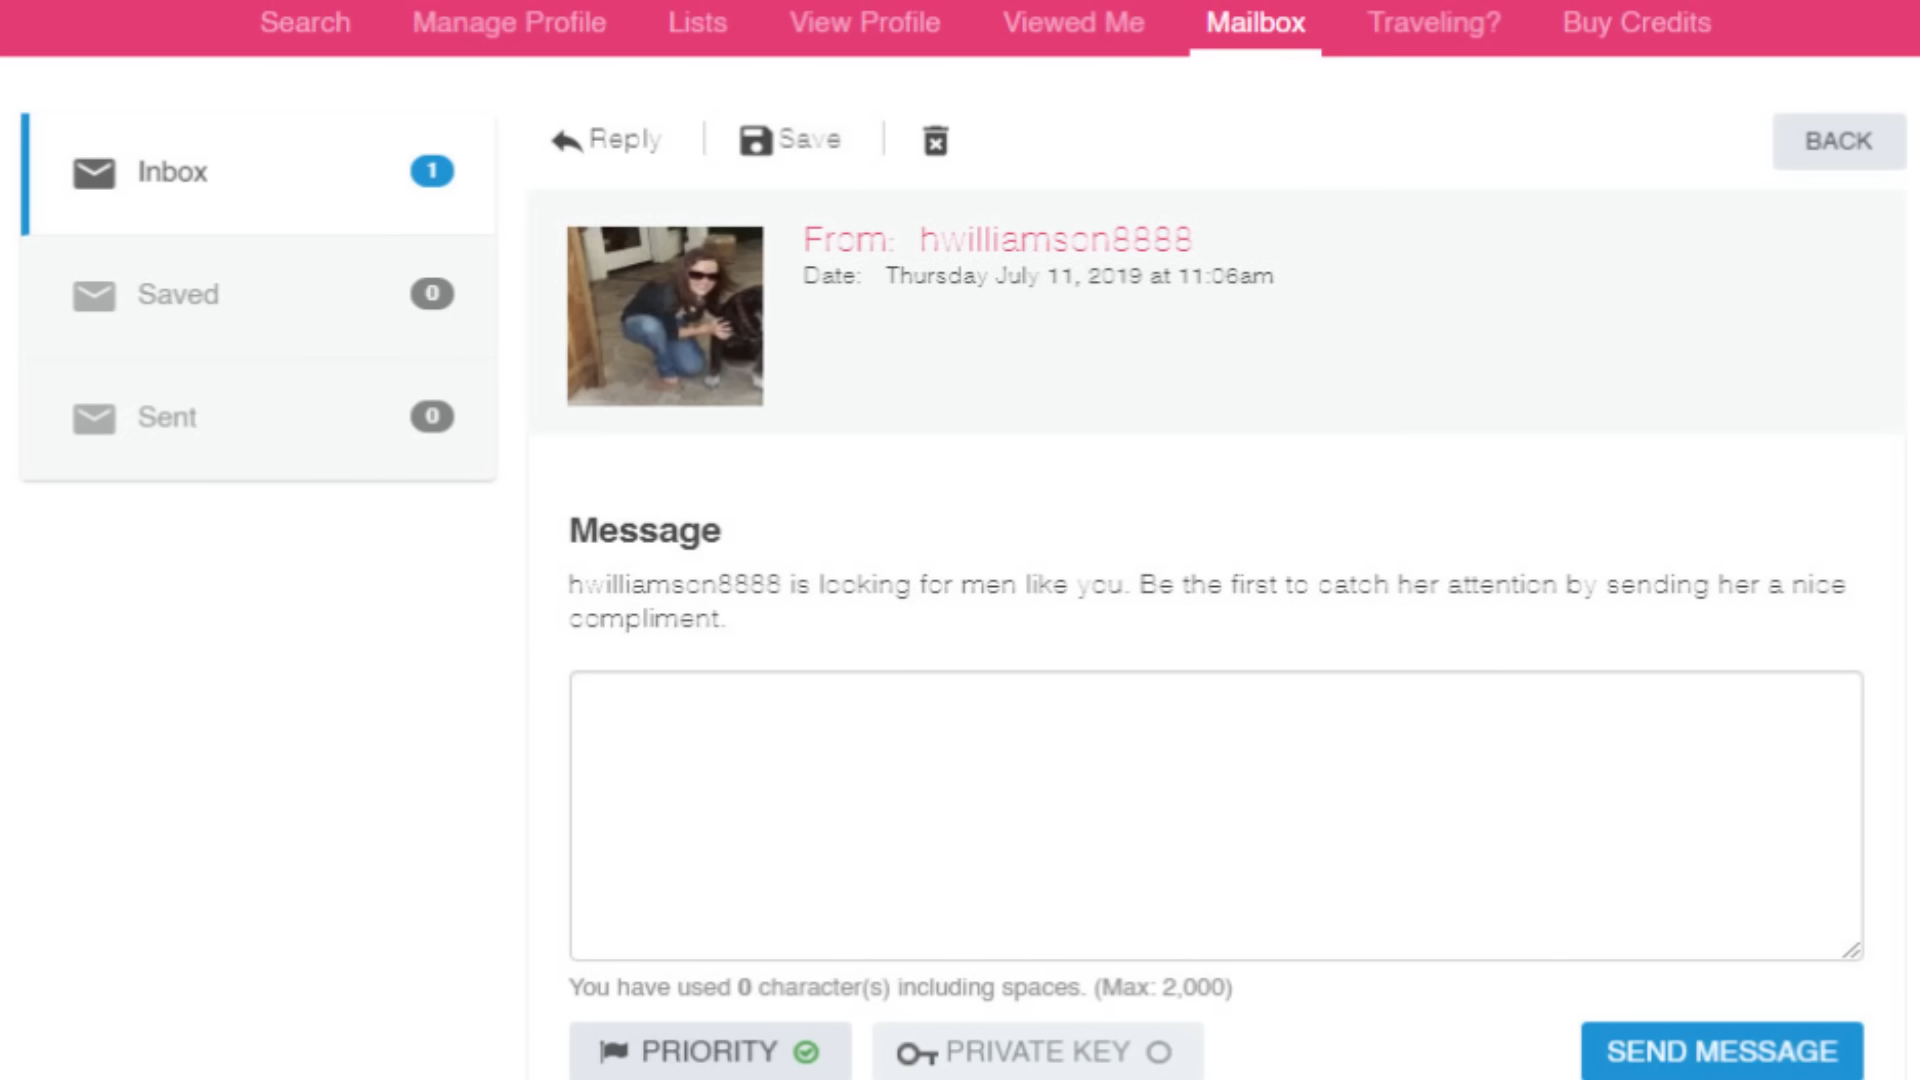 Search Manage Profile Lists View Profile Viewed Me Mailbox Traveling? Buy Credits
Inbox 1
Saved 0
Sent 0
Reply Save BACK
From: hwilliamson8888
Date: Thursday July 11, 2019 at 11:06am
Message
hwilliamson8888 is looking for men like you. Be the first to catch her attention by sending her a nice
compliment.
You have used 0 character(s) including spaces. (Max: 2,000)
PRIORITY PRIVATE KEY SEND MESSAGE